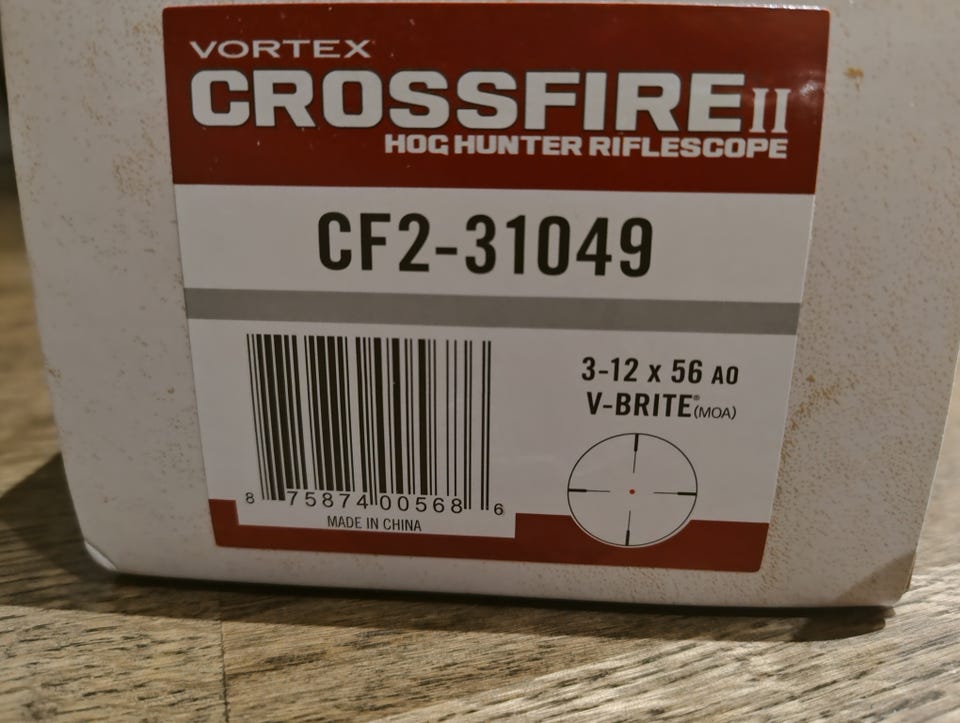 VORTEX
CROSSFIRE II
HOG HUNTER RIFLESCOPE
CF2-31049
3-12 x 56 AO
V-BRITE®(MOA)
8 75874 00568 6
MADE IN CHINA